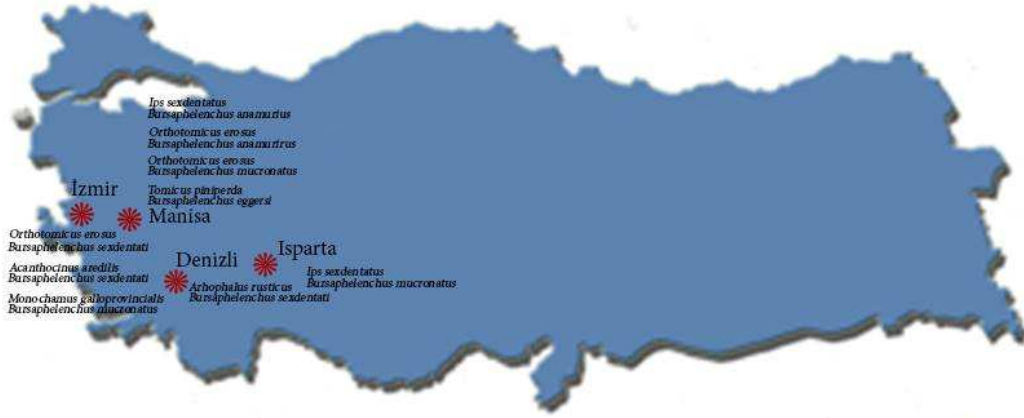 Ips sexdentatus
Bursaphelenchus anamurius
Orthotomicus erosus
Bursaphelenchus anamurirus
Orthotomicus erosus
Bursaphelenchus mucronatus
Tomicus piniperda
Bursaphelenchus eggersi
İzmir
Manisa
Orthotomicus erosus
Bursaphelenchus sexdentati
Acanthocinus aredilis
Bursaphelenchus sexdentati
Monochamus galloprovincialis
Bursaphelenchus mucronatus
Denizli
Arhophalus rusticus
Bursaphelenchus sexdentati
Isparta
Ips sexdentatus
Bursaphelenchus mucronatus